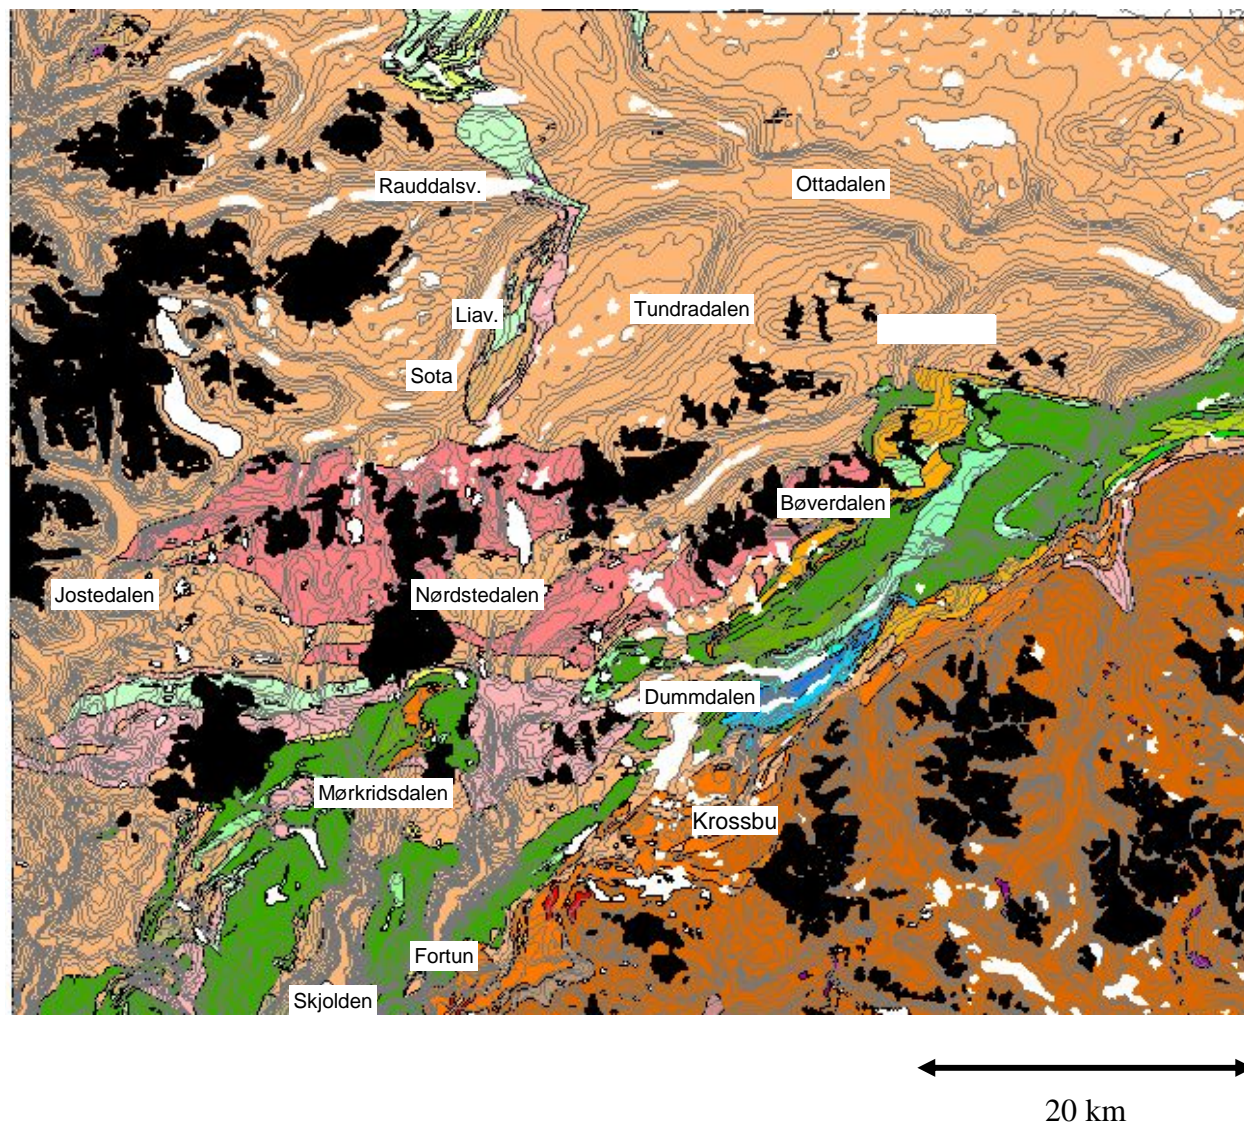 Rauddalsv.
Ottadalen
Liav.
Tundradalen
Sota
Bøverdalen
Jostedalen
Nørdstedalen
Dummdalen
Mørkridsdalen
Krossbu
Fortun
Skjolden
20 km